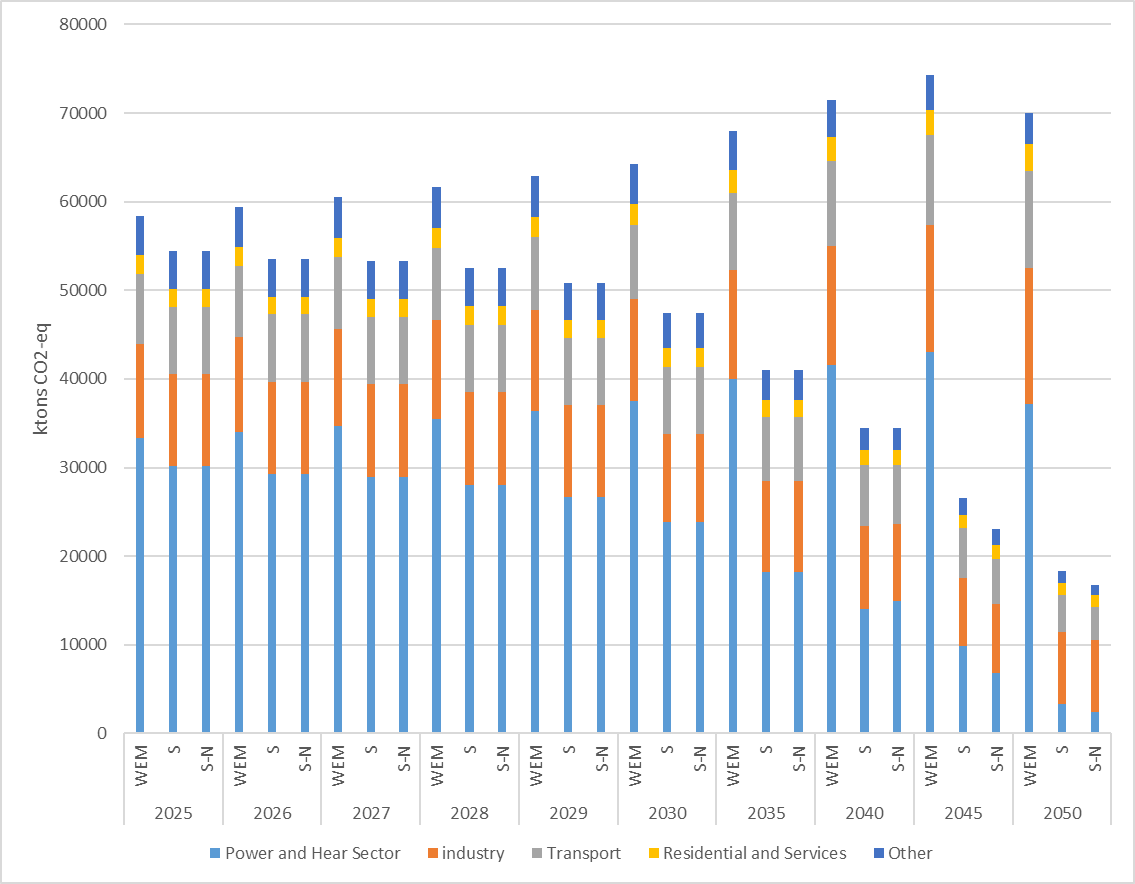 80000
70000
60000
50000
40000
30000
20000
10000
0
ktons CO2-eq
WEM S S-N WEM S S-N WEM S S-N WEM S S-N WEM S S-N WEM S S-N WEM S S-N WEM S S-N WEM S S-N WEM S S-N
2025 2026 2027 2028 2029 2030 2035 2040 2045 2050
Power and Hear Sector industry Transport Residential and Services Other